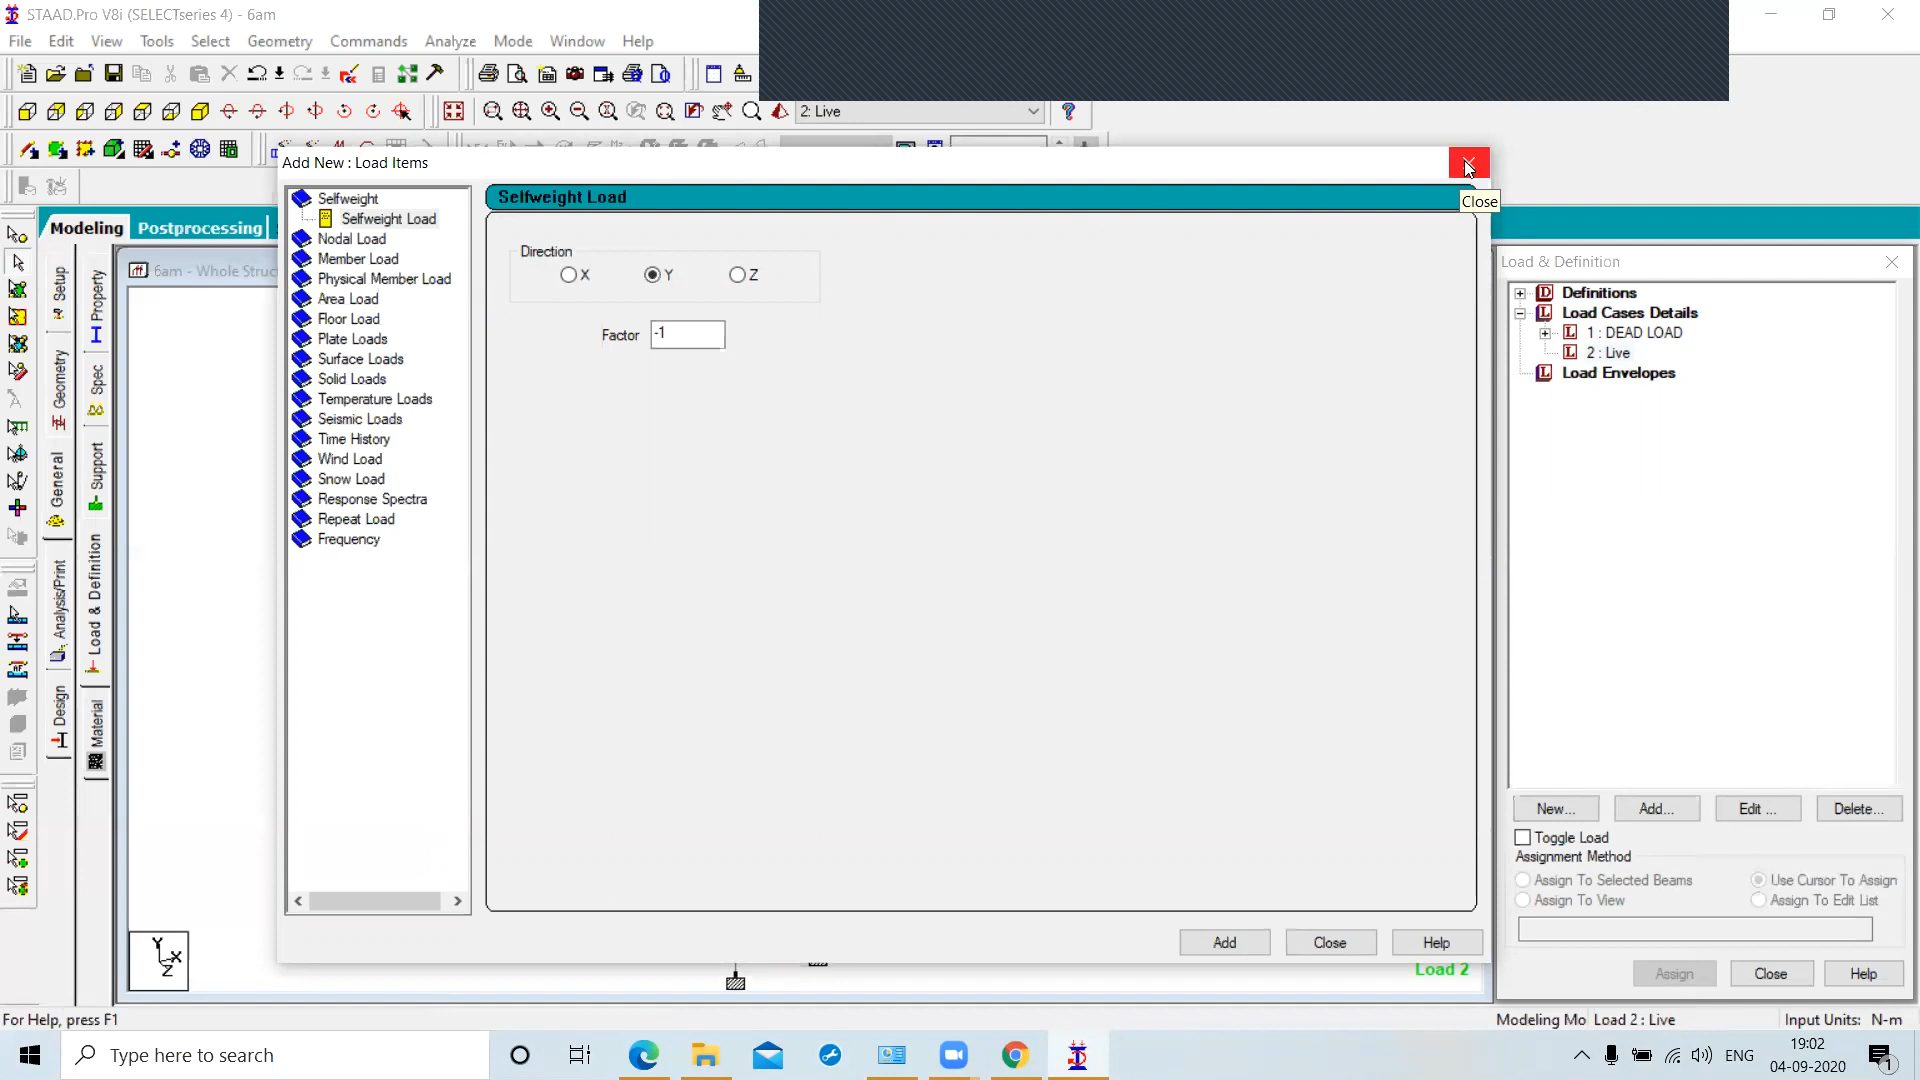 STAAD.Pro V8i (SELECTseries 4) - 6am
File Edit View Tools Select Geometry Commands Analyze Mode Window Help
2: Live
Add New : Load Items
Close
Modeling Postprocessing
6am - Whole Struc
Setup
Geometry
General
Analysis/Print
Design
Property
Spec
Support
Load & Definition
Material
Selfweight
Selfweight Load
Nodal Load
Member Load
Physical Member Load
Area Load
Floor Load
Plate Loads
Surface Loads
Solid Loads
Temperature Loads
Seismic Loads
Time History
Wind Load
Snow Load
Response Spectra
Repeat Load
Frequency
Selfweight Load
Direction
X Y Z
Factor -1
Add Close Help
Load & Definition
Definitions
Load Cases Details
1 : DEAD LOAD
2 : Live
Load Envelopes
New... Add... Edit ... Delete...
Toggle Load
Assignment Method
Assign To Selected Beams Use Cursor To Assign
Assign To View Assign To Edit List
Assign Close Help
Y
X
Z
Load 2
For Help, press F1
Modeling Mo Load 2 : Live Input Units: N-m
Type here to search
ENG
19:02
04-09-2020
1